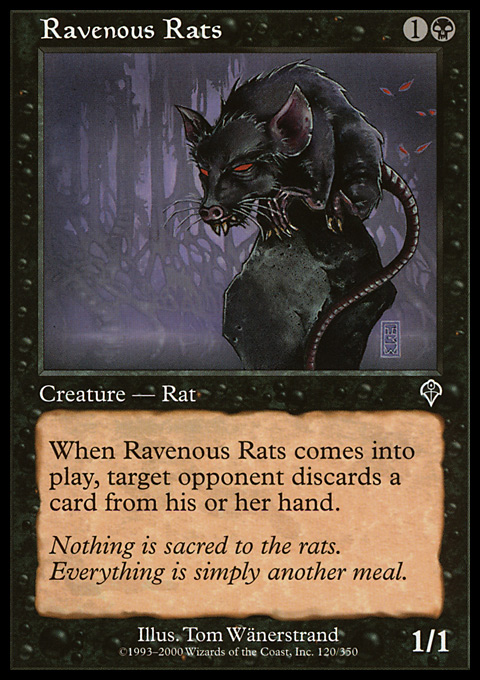 Ravenous Rats 1
Creature — Rat
When Ravenous Rats comes into
play, target opponent discards a
card from his or her hand.
Nothing is sacred to the rats.
Everything is simply another meal.
Illus. Tom Wänerstrand
©1993–2000 Wizards of the Coast, Inc. 120/350
1/1